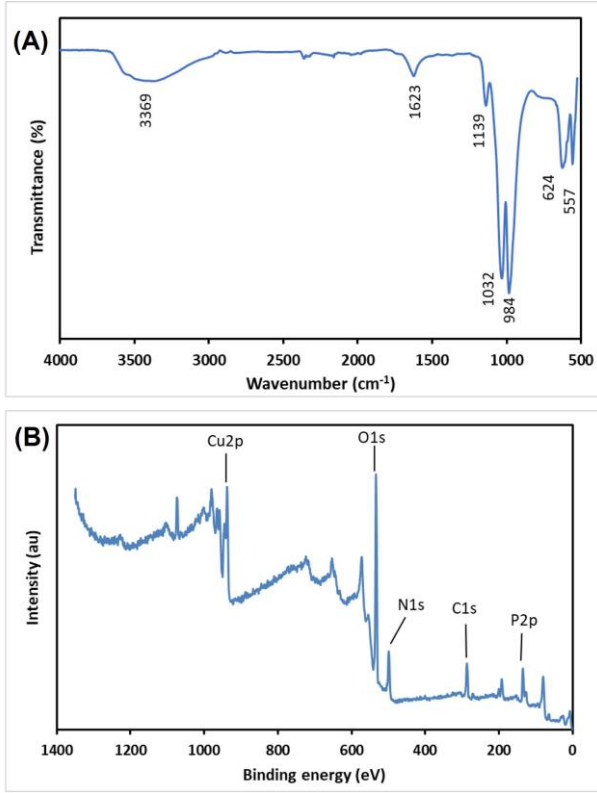 (A)
Transmittance (%)
3369
1623
1139
1032
984
624
557
4000 3500 3000 2500 2000 1500 1000 500
Wavenumber (cm⁻¹)
(B)
Intensity (au)
Cu2p
O1s
N1s
C1s
P2p
1400 1200 1000 800 600 400 200 0
Binding energy (eV)